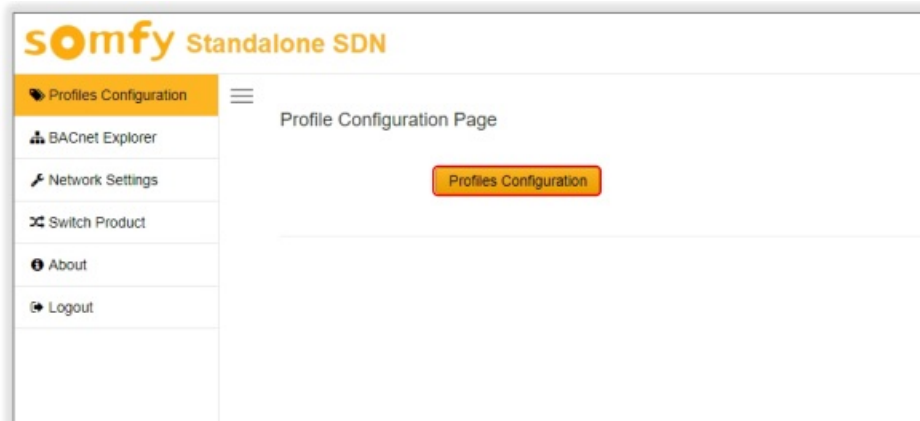 somfy Standalone SDN
Profiles Configuration
BACnet Explorer
Network Settings
Switch Product
About
Logout
Profile Configuration Page
Profiles Configuration